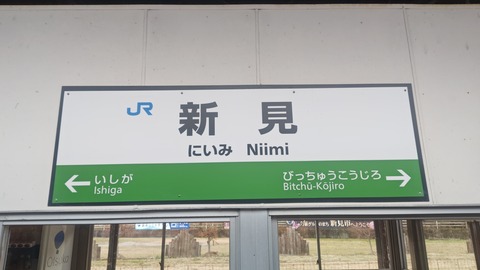 JR 新見
にいみ Niimi
←いしが びっちゅうこうじろ→
Ishiga Bitchū-Kōjiro